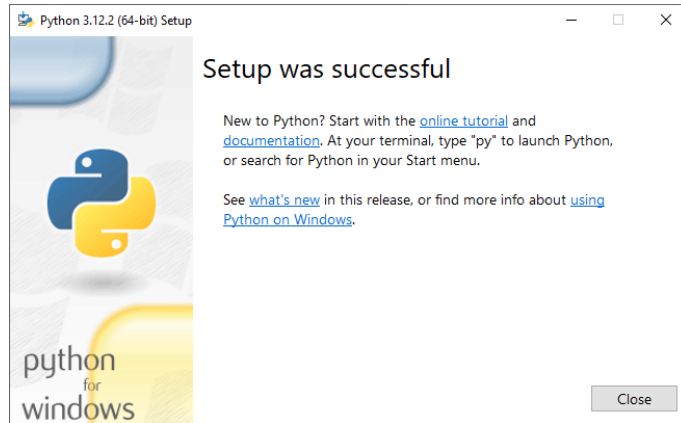 Python 3.12.2 (64-bit) Setup
Setup was successful
New to Python? Start with the online tutorial and
documentation. At your terminal, type "py" to launch Python,
or search for Python in your Start menu.
See what's new in this release, or find more info about using
Python on Windows.
python
for
windows
Close